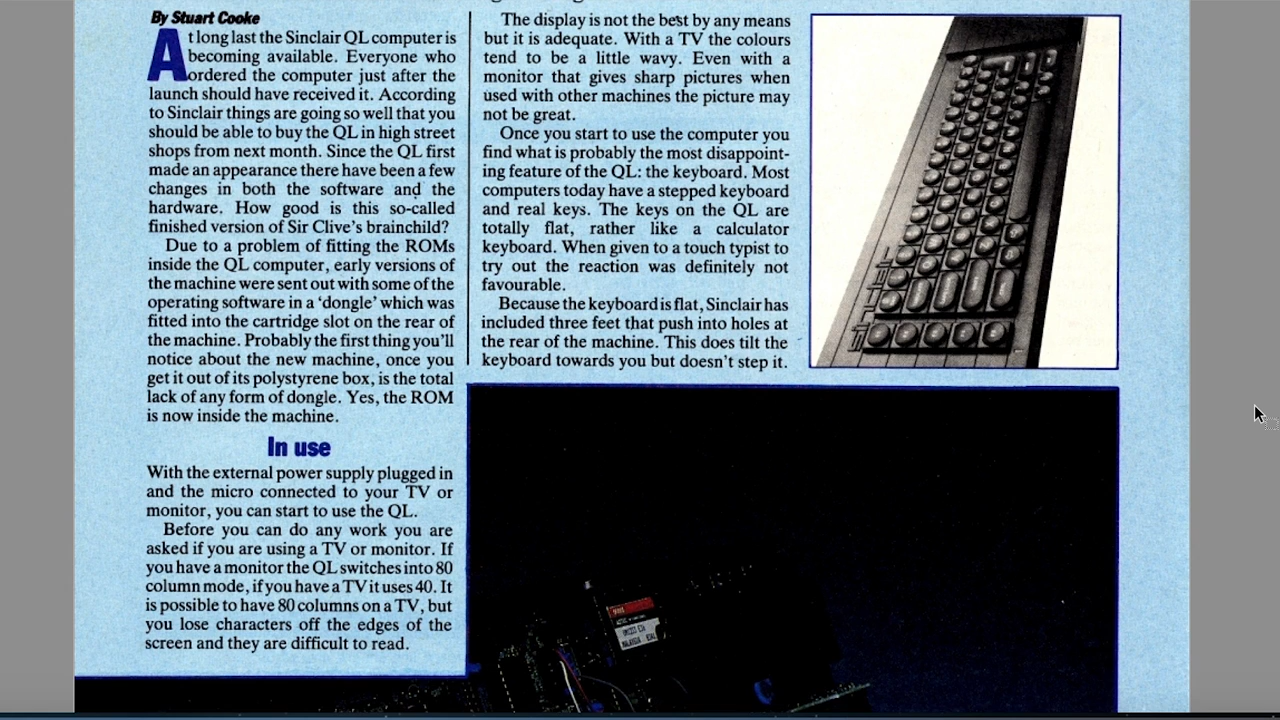 By Stuart Cooke
At long last the Sinclair QL computer is
becoming available. Everyone who
ordered the computer just after the
launch should have received it. According
to Sinclair things are going so well that you
should be able to buy the QL in high street
shops from next month. Since the QL first
made an appearance there have been a few
changes in both the software and the
hardware. How good is this so-called
finished version of Sir Clive's brainchild?
Due to a problem of fitting the ROMs
inside the QL computer, early versions of
the machine were sent out with some of the
operating software in a 'dongle' which was
fitted into the cartridge slot on the rear of
the machine. Probably the first thing you'll
notice about the new machine, once you
get it out of its polystyrene box, is the total
lack of any form of dongle. Yes, the ROM
is now inside the machine.
In use
With the external power supply plugged in
and the micro connected to your TV or
monitor, you can start to use the QL.
Before you can do any work you are
asked if you are using a TV or monitor. If
you have a monitor the QL switches into 80
column mode, if you have a TV it uses 40. It
is possible to have 80 columns on a TV, but
you lose characters off the edges of the
screen and they are difficult to read.
The display is not the best by any means
but it is adequate. With a TV the colours
tend to be a little wavy. Even with a
monitor that gives sharp pictures when
used with other machines the picture may
not be great.
Once you start to use the computer you
find what is probably the most disappoint-
ing feature of the QL: the keyboard. Most
computers today have a stepped keyboard
and real keys. The keys on the QL are
totally flat, rather like a calculator
keyboard. When given to a touch typist to
try out the reaction was definitely not
favourable.
Because the keyboard is flat, Sinclair has
included three feet that push into holes at
the rear of the machine. This does tilt the
keyboard towards you but doesn't step it.